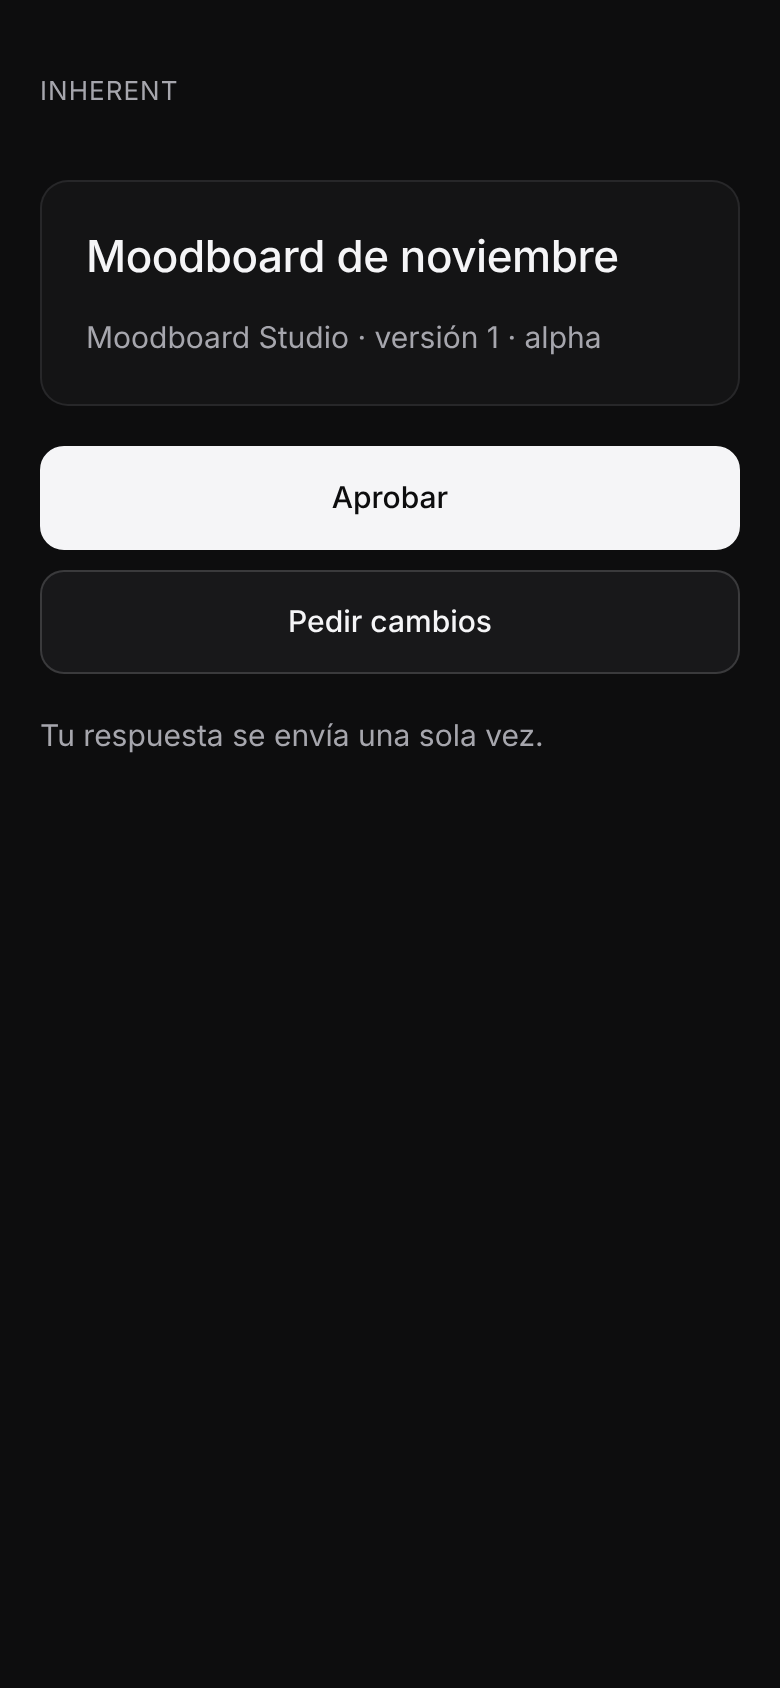 INHERENT
Moodboard de noviembre
Moodboard Studio · versión 1 · alpha
Aprobar
Pedir cambios
Tu respuesta se envía una sola vez.